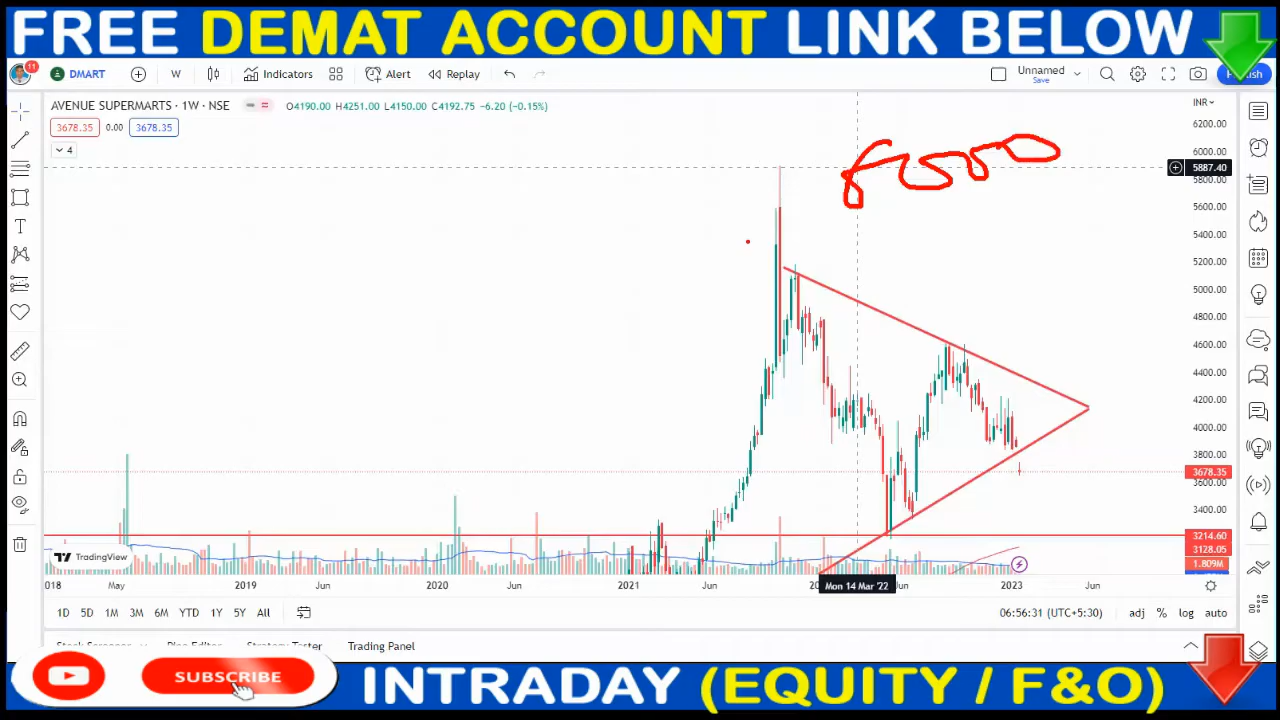 FREE DEMAT ACCOUNT LINK BELOW
11
DMART
W
Indicators
Alert
Replay
Unnamed
Save
AVENUE SUPERMARTS · 1W · NSE
O4190.00 H4251.00 L4150.00 C4192.75 −6.20 (−0.15%)
INR
3678.35 0.00 3678.35
4
6200.00
6000.00
5887.40
5800.00
5600.00
5400.00
5200.00
5000.00
4800.00
4600.00
4400.00
4200.00
4000.00
3800.00
3678.35
3600.00
3400.00
3214.60
3128.05
1.809M
TradingView
2018 May 2019 Jun 2020 Jun 2021 Jun Mon 14 Mar '22 Jun 2023 Jun
1D 5D 1M 3M 6M YTD 1Y 5Y All
06:56:31 (UTC+5:30)
adj % log auto
Trading Panel
SUBSCRIBE
INTRADAY (EQUITY / F&O)